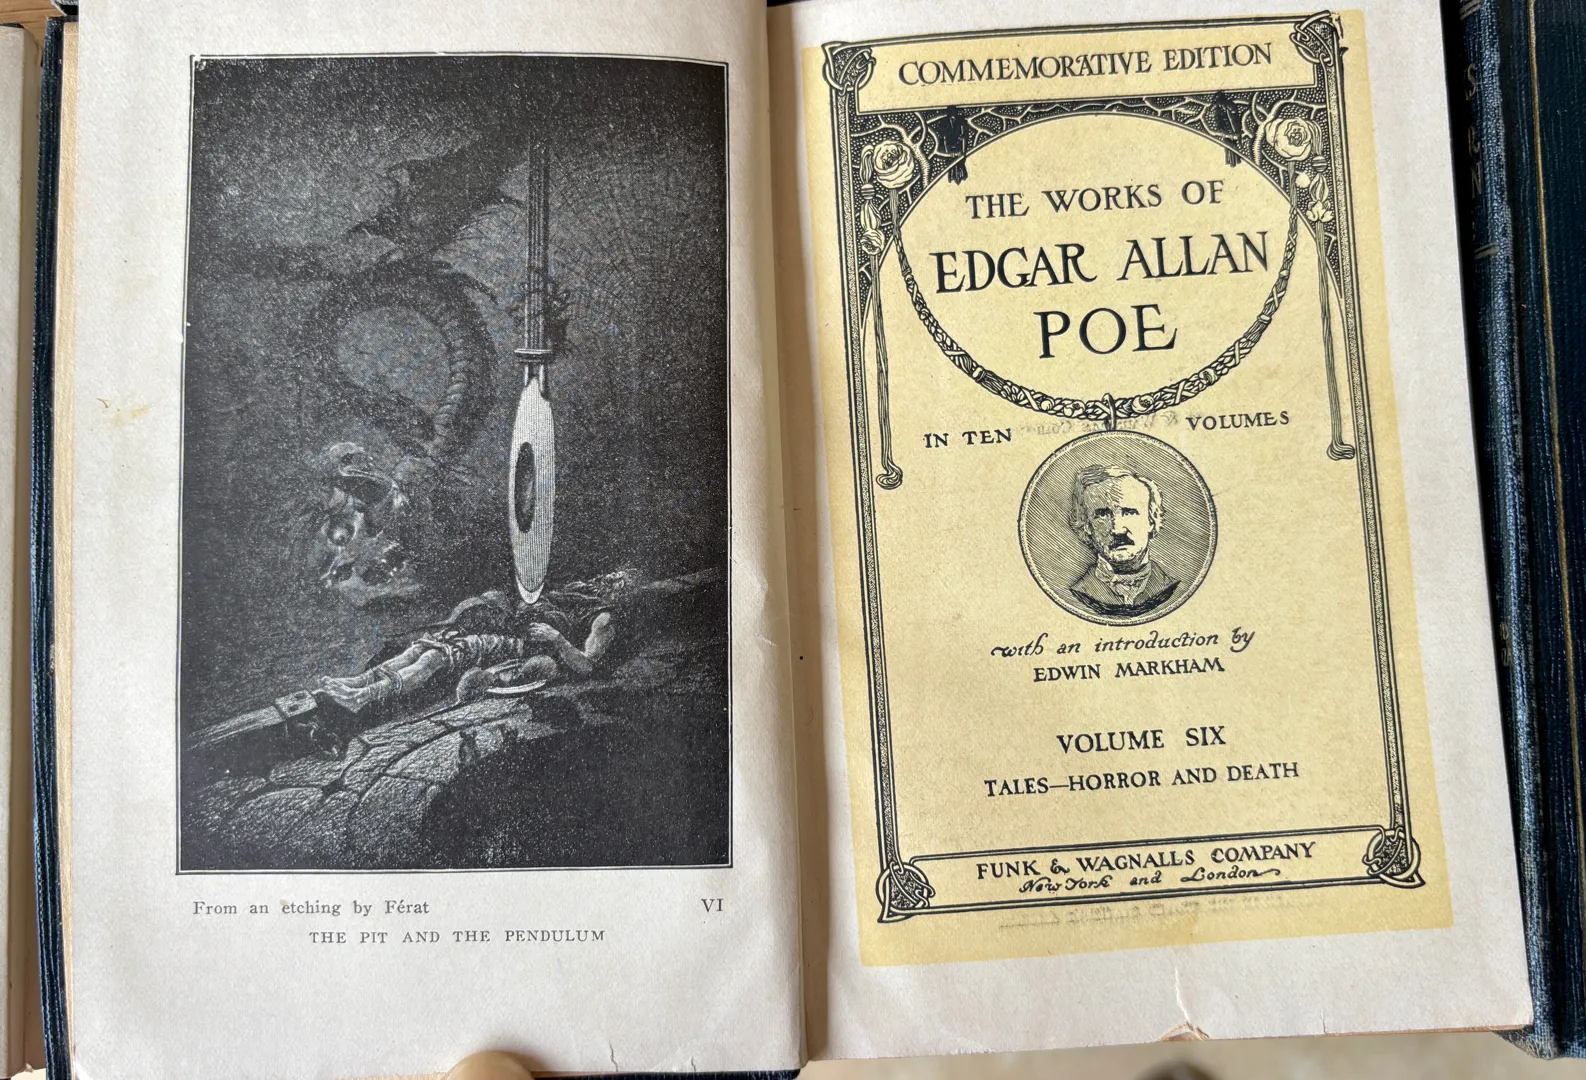 From an etching by Férat
VI
THE PIT AND THE PENDULUM
COMMEMORATIVE EDITION
THE WORKS OF
EDGAR ALLAN
POE
IN TEN VOLUMES
with an introduction by
EDWIN MARKHAM
VOLUME SIX
TALES—HORROR AND DEATH
FUNK & WAGNALLS COMPANY
New York and London